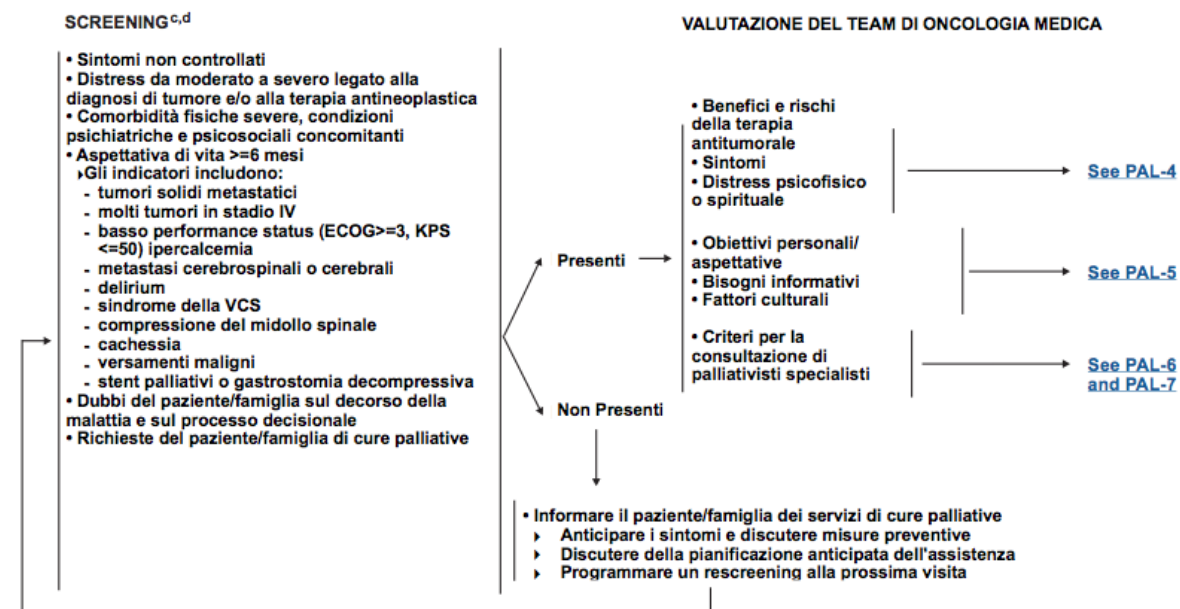 SCREENING c,d
• Sintomi non controllati
• Distress da moderato a severo legato alla
diagnosi di tumore e/o alla terapia antineoplastica
• Comorbidità fisiche severe, condizioni
psichiatriche e psicosociali concomitanti
• Aspettativa di vita >=6 mesi
▸Gli indicatori includono:
- tumori solidi metastatici
- molti tumori in stadio IV
- basso performance status (ECOG>=3, KPS
<=50) ipercalcemia
- metastasi cerebrospinali o cerebrali
- delirium
- sindrome della VCS
- compressione del midollo spinale
- cachessia
- versamenti maligni
- stent palliativi o gastrostomia decompressiva
• Dubbi del paziente/famiglia sul decorso della
malattia e sul processo decisionale
• Richieste del paziente/famiglia di cure palliative
Presenti
Non Presenti
VALUTAZIONE DEL TEAM DI ONCOLOGIA MEDICA
• Benefici e rischi
della terapia
antitumorale
• Sintomi
• Distress psicofisico
o spirituale
See PAL-4
• Obiettivi personali/
aspettative
• Bisogni informativi
• Fattori culturali
See PAL-5
• Criteri per la
consultazione di
palliativisti specialisti
See PAL-6
and PAL-7
• Informare il paziente/famiglia dei servizi di cure palliative
▸ Anticipare i sintomi e discutere misure preventive
▸ Discutere della pianificazione anticipata dell'assistenza
▸ Programmare un rescreening alla prossima visita